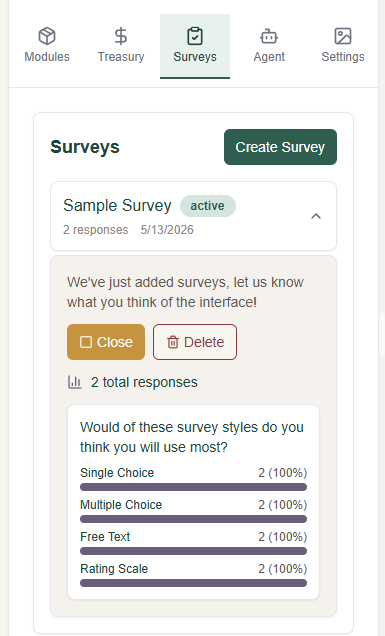 Modules
Treasury
Surveys
Agent
Settings
Surveys
Create Survey
Sample Survey
active
2 responses
5/13/2026
We've just added surveys, let us know
what you think of the interface!
Close
Delete
2 total responses
Would of these survey styles do you
think you will use most?
Single Choice
2 (100%)
Multiple Choice
2 (100%)
Free Text
2 (100%)
Rating Scale
2 (100%)